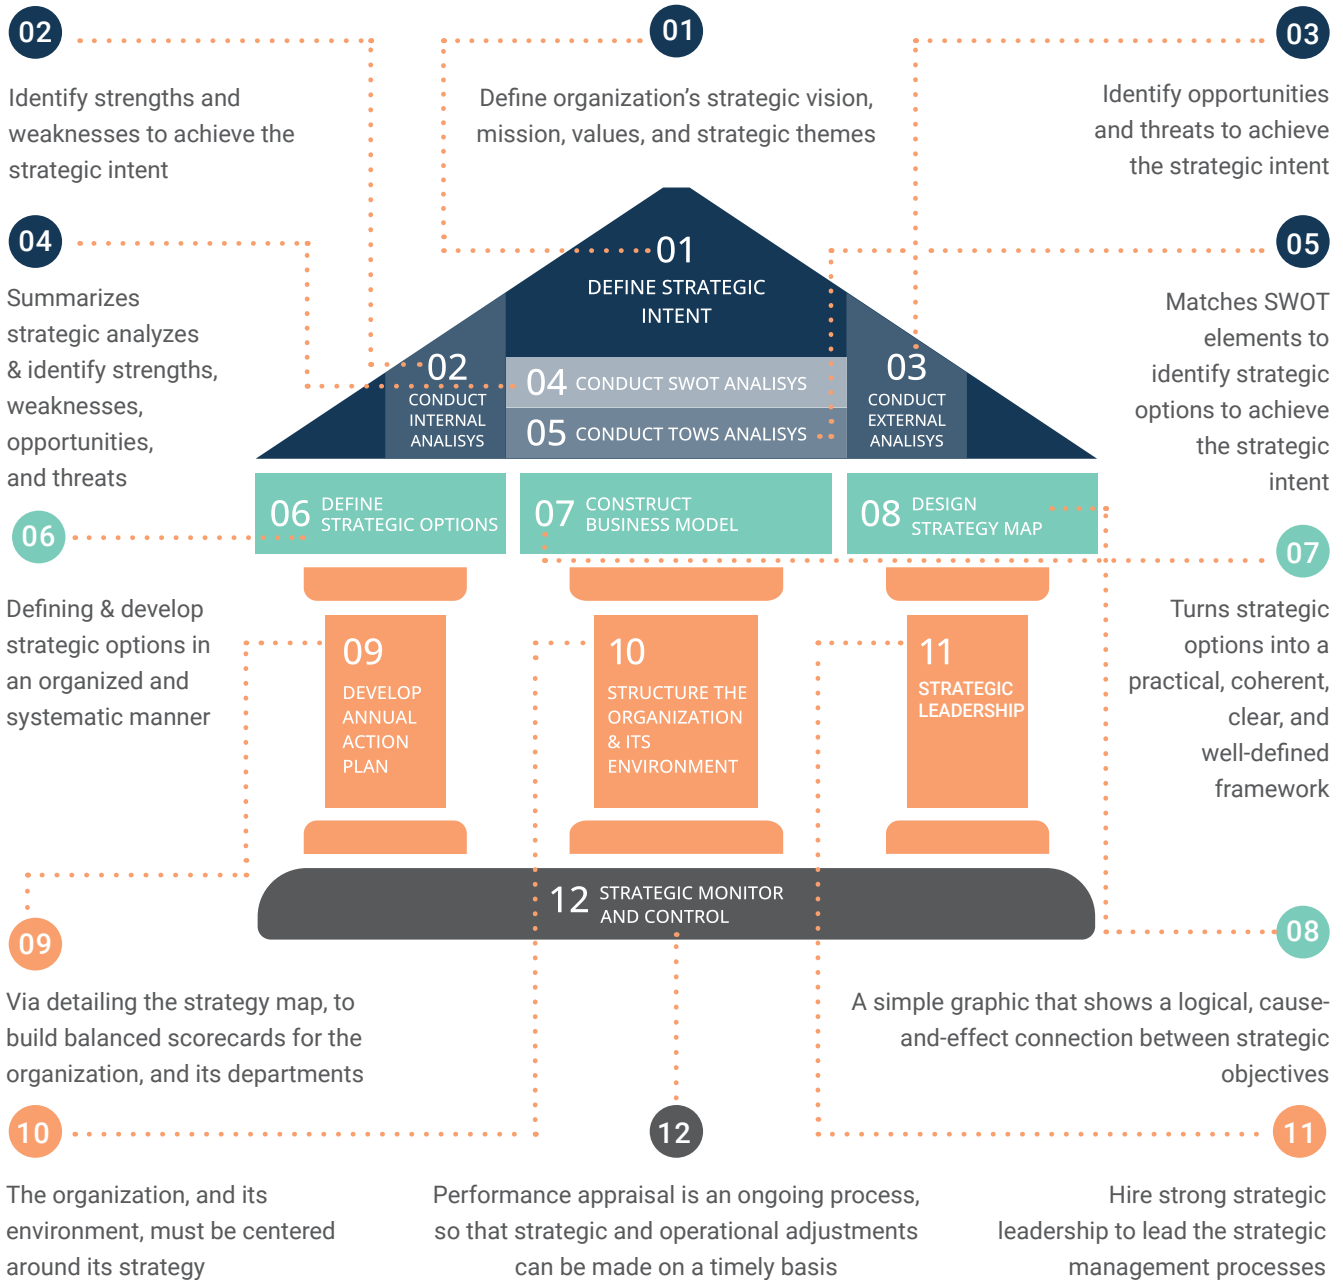 02
Identify strengths and
weaknesses to achieve the
strategic intent
01
Define organization’s strategic vision,
mission, values, and strategic themes
03
Identify opportunities
and threats to achieve
the strategic intent
04
Summarizes
strategic analyzes
& identify strengths,
weaknesses,
opportunities,
and threats
05
Matches SWOT
elements to
identify strategic
options to achieve
the strategic
intent
01
DEFINE STRATEGIC
INTENT
02
CONDUCT
INTERNAL
ANALISYS
04 CONDUCT SWOT ANALISYS
05 CONDUCT TOWS ANALISYS
03
CONDUCT
EXTERNAL
ANALISYS
06 DEFINE
STRATEGIC OPTIONS
07 CONSTRUCT
BUSINESS MODEL
08 DESIGN
STRATEGY MAP
06
Defining & develop
strategic options in
an organized and
systematic manner
07
Turns strategic
options into a
practical, coherent,
clear, and
well-defined
framework
09
DEVELOP
ANNUAL
ACTION
PLAN
10
STRUCTURE THE
ORGANIZATION
& ITS
ENVIRONMENT
11
STRATEGIC
LEADERSHIP
12 STRATEGIC MONITOR
AND CONTROL
09
Via detailing the strategy map, to
build balanced scorecards for the
organization, and its departments
08
A simple graphic that shows a logical, cause-
and-effect connection between strategic
objectives
10
The organization, and its
environment, must be centered
around its strategy
12
Performance appraisal is an ongoing process,
so that strategic and operational adjustments
can be made on a timely basis
11
Hire strong strategic
leadership to lead the strategic
management processes